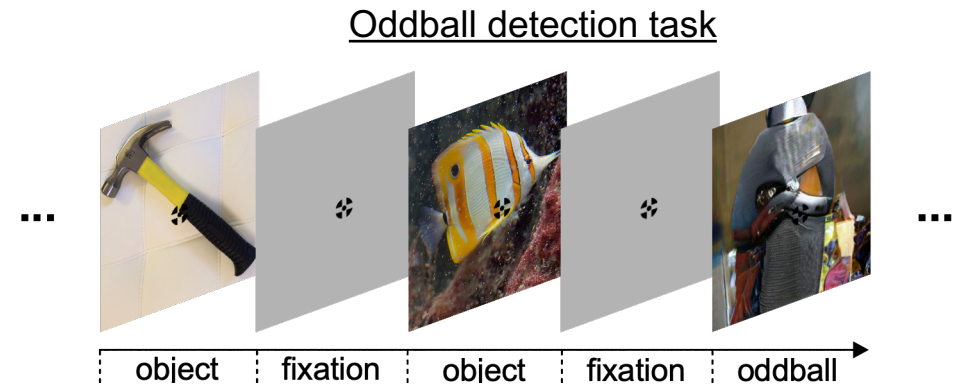 Oddball detection task
... ...
object fixation object fixation oddball